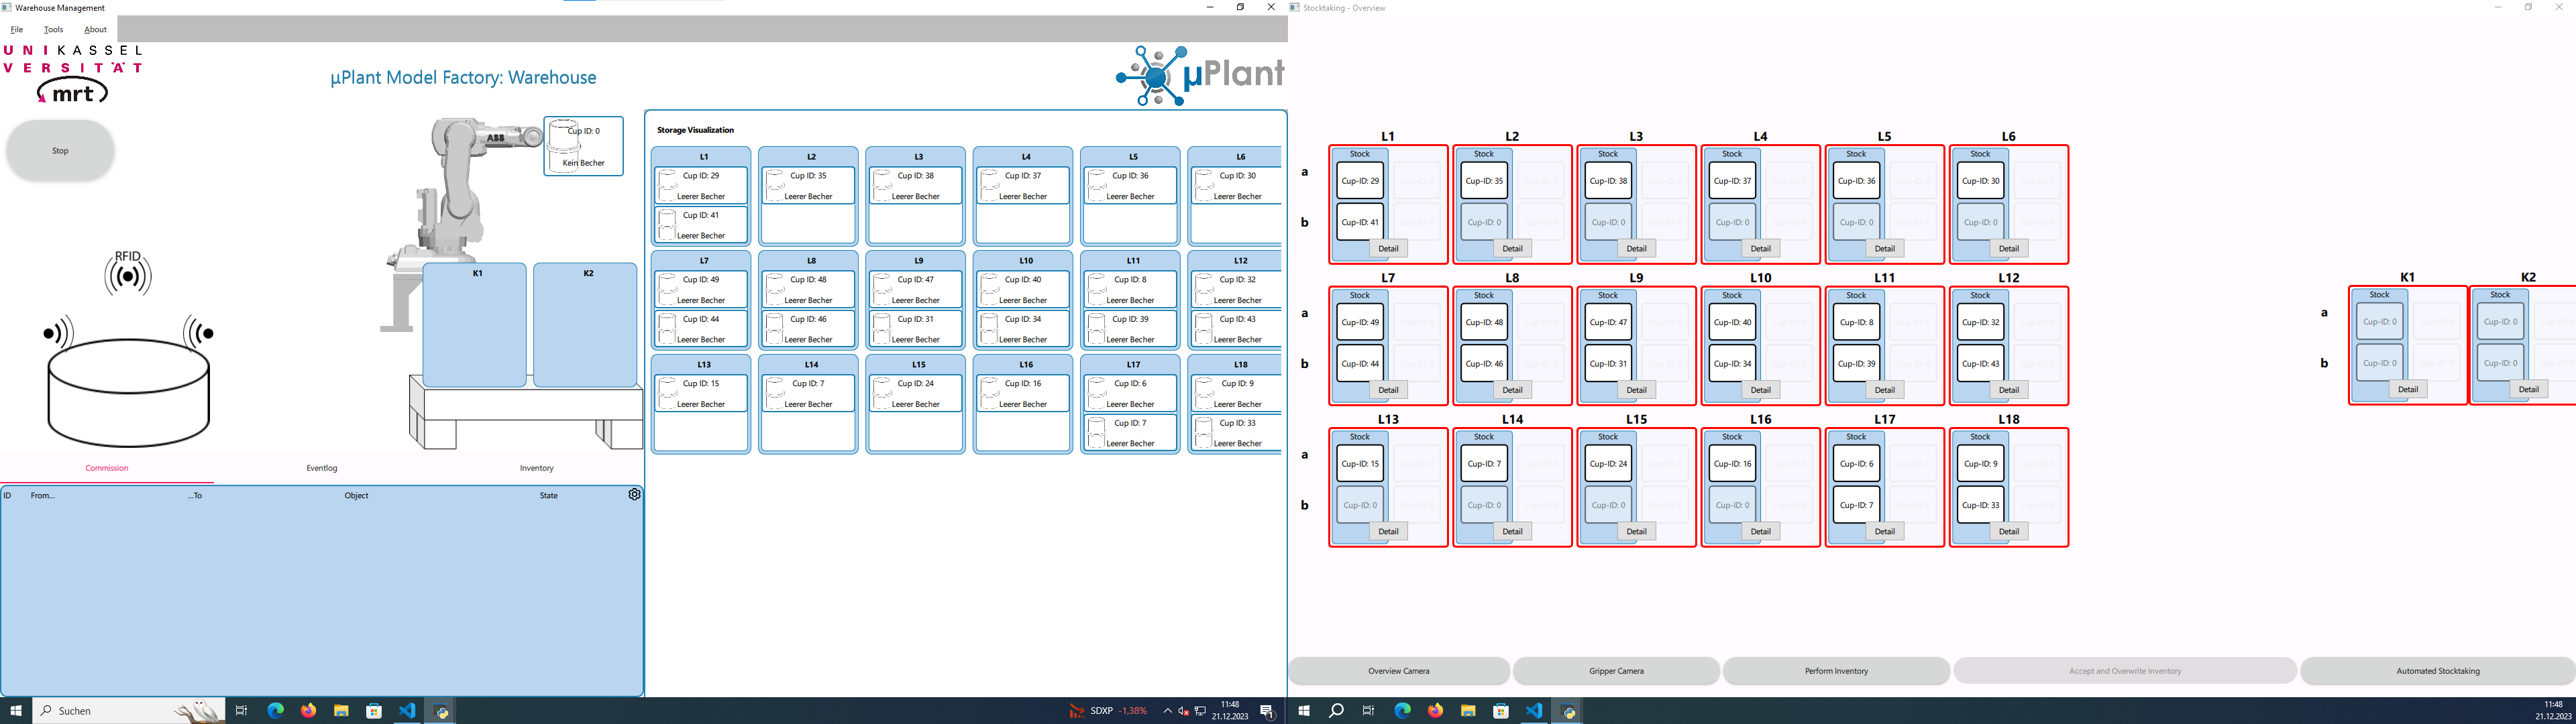 Warehouse Management
File Tools About
UNIKASSEL
VERSITÄT
mrt
µPlant Model Factory: Warehouse
µPlant
Stop
ABB
Cup ID: 0
Kein Becher
RFID
K1 K2
Storage Visualization
L1 L2 L3 L4 L5 L6
Cup ID: 29 Cup ID: 35 Cup ID: 38 Cup ID: 37 Cup ID: 36 Cup ID: 30
Leerer Becher Leerer Becher Leerer Becher Leerer Becher Leerer Becher Leerer Becher
Cup ID: 41
Leerer Becher
L7 L8 L9 L10 L11 L12
Cup ID: 49 Cup ID: 48 Cup ID: 47 Cup ID: 40 Cup ID: 8 Cup ID: 32
Leerer Becher Leerer Becher Leerer Becher Leerer Becher Leerer Becher Leerer Becher
Cup ID: 44 Cup ID: 46 Cup ID: 31 Cup ID: 34 Cup ID: 39 Cup ID: 43
Leerer Becher Leerer Becher Leerer Becher Leerer Becher Leerer Becher Leerer Becher
L13 L14 L15 L16 L17 L18
Cup ID: 15 Cup ID: 7 Cup ID: 24 Cup ID: 16 Cup ID: 6 Cup ID: 9
Leerer Becher Leerer Becher Leerer Becher Leerer Becher Leerer Becher Leerer Becher
Cup ID: 7 Cup ID: 33
Leerer Becher Leerer Becher
Commission Eventlog Inventory
ID From... ...To Object State
Suchen
SDXP -1,38%
11:48
21.12.2023
1
Stocktaking - Overview
L1 L2 L3 L4 L5 L6
Stock Stock Stock Stock Stock Stock
a Cup-ID: 29 Cup-ID: 35 Cup-ID: 38 Cup-ID: 37 Cup-ID: 36 Cup-ID: 30
b Cup-ID: 41 Cup-ID: 0 Cup-ID: 0 Cup-ID: 0 Cup-ID: 0 Cup-ID: 0
Detail Detail Detail Detail Detail Detail
L7 L8 L9 L10 L11 L12
Stock Stock Stock Stock Stock Stock
a Cup-ID: 49 Cup-ID: 48 Cup-ID: 47 Cup-ID: 40 Cup-ID: 8 Cup-ID: 32
b Cup-ID: 44 Cup-ID: 46 Cup-ID: 31 Cup-ID: 34 Cup-ID: 39 Cup-ID: 43
Detail Detail Detail Detail Detail Detail
L13 L14 L15 L16 L17 L18
Stock Stock Stock Stock Stock Stock
a Cup-ID: 15 Cup-ID: 7 Cup-ID: 24 Cup-ID: 16 Cup-ID: 6 Cup-ID: 9
b Cup-ID: 0 Cup-ID: 0 Cup-ID: 0 Cup-ID: 0 Cup-ID: 7 Cup-ID: 33
Detail Detail Detail Detail Detail Detail
K1 K2
Stock Stock
a Cup-ID: 0 Cup-ID: 0
b Cup-ID: 0 Cup-ID: 0
Detail Detail
Overview Camera Gripper Camera Perform Inventory Accept and Overwrite Inventory Automated Stocktaking
11:48
21.12.2023